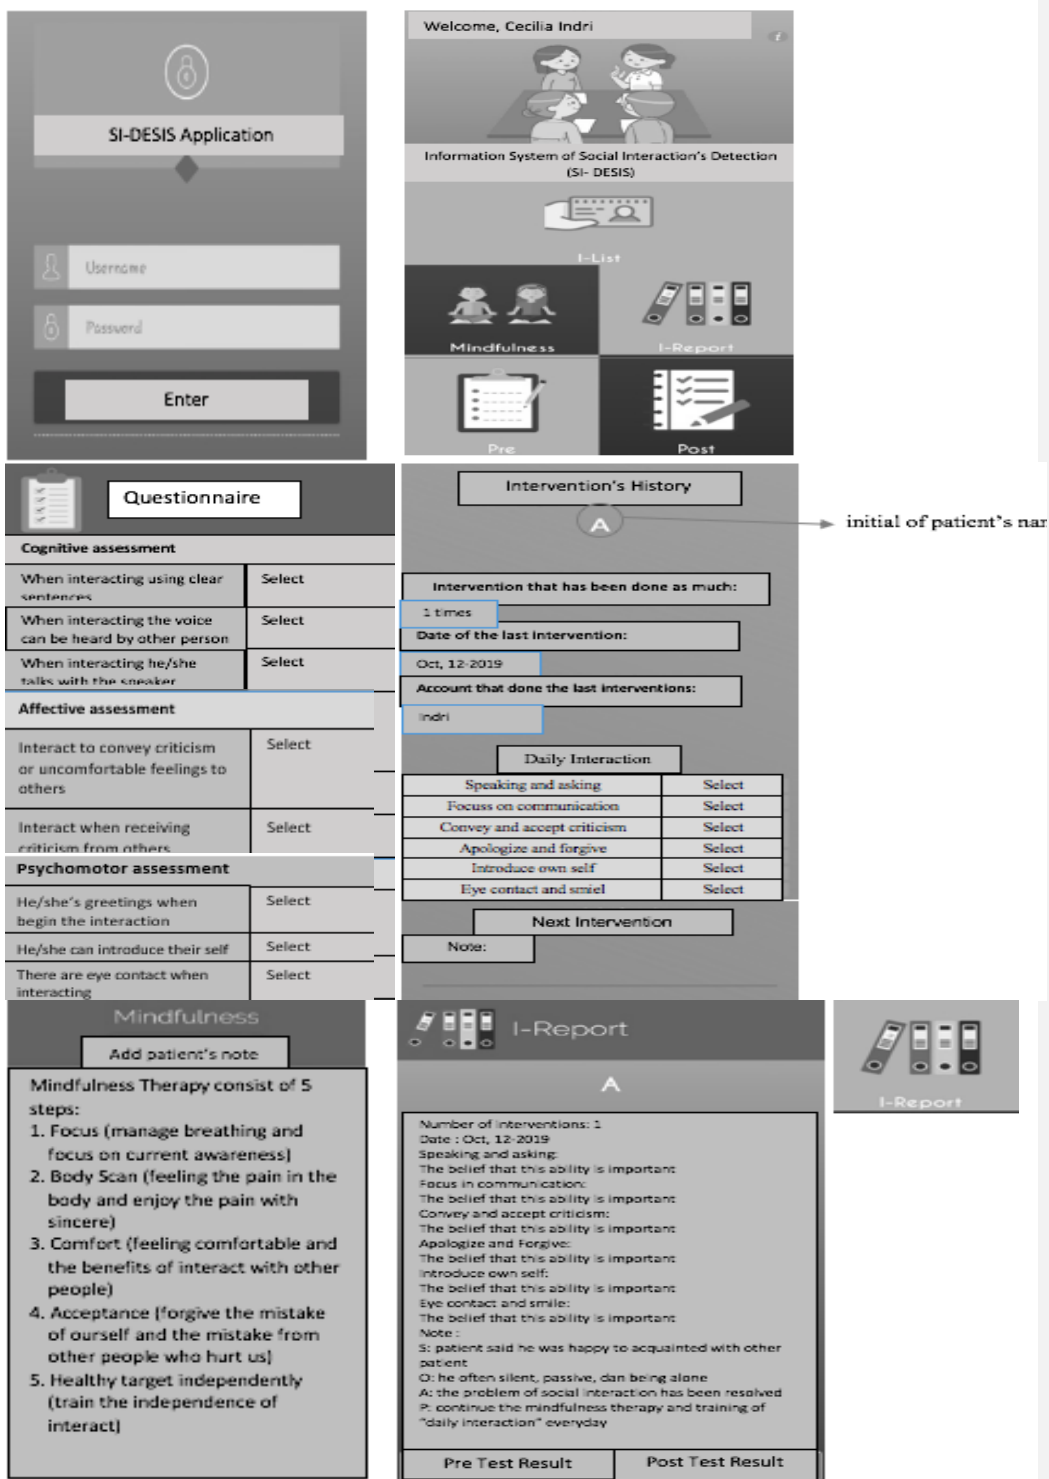 SI-DESIS Application
Username
Password
Enter
Welcome, Cecilia Indri
i
Information System of Social Interaction's Detection
(SI- DESIS)
I-List
Mindfulness
I-Report
Pre
Post
Questionnaire
Cognitive assessment
When interacting using clear
sentences
Select
When interacting the voice
can be heard by other person
Select
When interacting he/she
talks with the speaker
Select
Affective assessment
Interact to convey criticism
or uncomfortable feelings to
others
Select
Interact when receiving
criticism from others
Select
Psychomotor assessment
He/she's greetings when
begin the interaction
Select
He/she can introduce their self
Select
There are eye contact when
interacting
Select
Intervention's History
A
initial of patient's
Intervention that has been done as much:
1 times
Date of the last intervention:
Oct, 12-2019
Account that done the last interventions:
Indri
Daily Interaction
Speaking and asking Select
Focuss on communication Select
Convey and accept criticism Select
Apologize and forgive Select
Introduce own self Select
Eye contact and smiel Select
Next Intervention
Note:
Mindfulness
Add patient's note
Mindfulness Therapy consist of 5
steps:
1. Focus (manage breathing and
focus on current awareness)
2. Body Scan (feeling the pain in the
body and enjoy the pain with
sincere)
3. Comfort (feeling comfortable and
the benefits of interact with other
people)
4. Acceptance (forgive the mistake
of ourself and the mistake from
other people who hurt us)
5. Healthy target independently
(train the independence of
interact)
I-Report
A
Number of interventions: 1
Date : Oct, 12-2019
Speaking and asking:
The belief that this ability is important
Focus in communication:
The belief that this ability is important
Convey and accept criticism:
The belief that this ability is important
Apologize and Forgive:
The belief that this ability is important
Introduce own self:
The belief that this ability is important
Eye contact and smile:
The belief that this ability is important
Note :
S: patient said he was happy to acquainted with other
patient
O: he often silent, passive, dan being alone
A: the problem of social interaction has been resolved
P: continue the mindfulness therapy and training of
"daily interaction" everyday
Pre Test Result
Post Test Result
I-Report